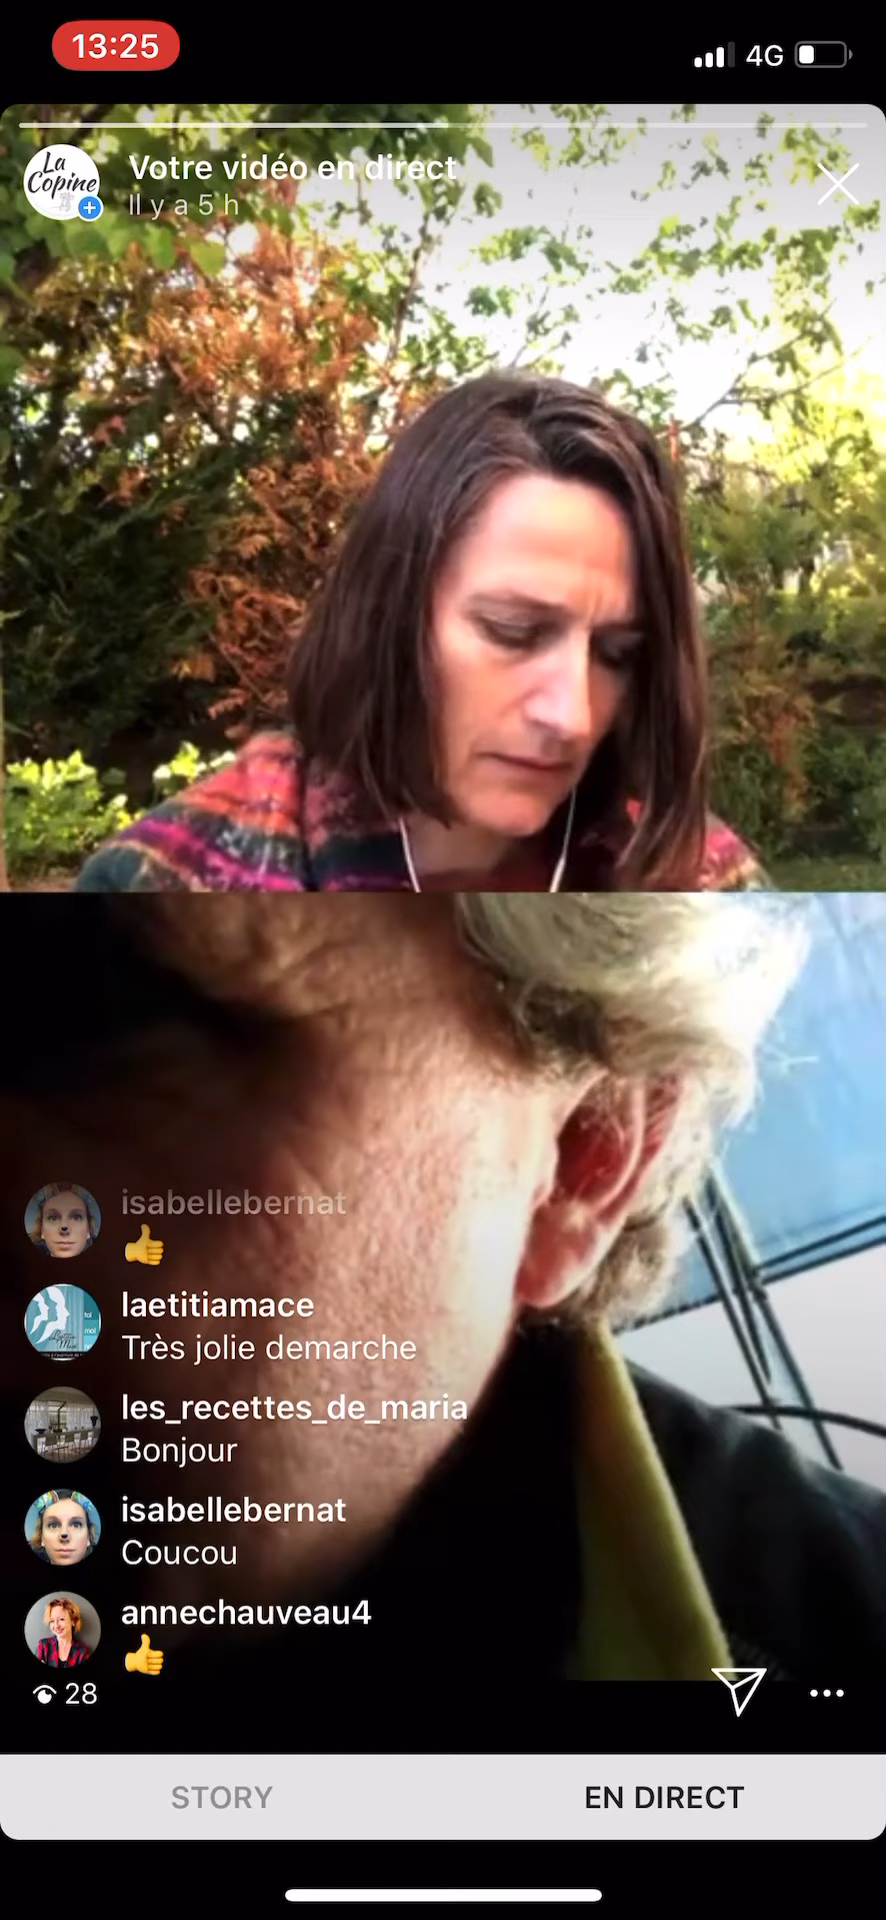 13:25
4G
La
Copine
Votre vidéo en direct
Il y a 5 h
isabellebernat
👍
laetitiamace
Très jolie demarche
les_recettes_de_maria
Bonjour
isabellebernat
Coucou
annechauveau4
👍
28
STORY
EN DIRECT